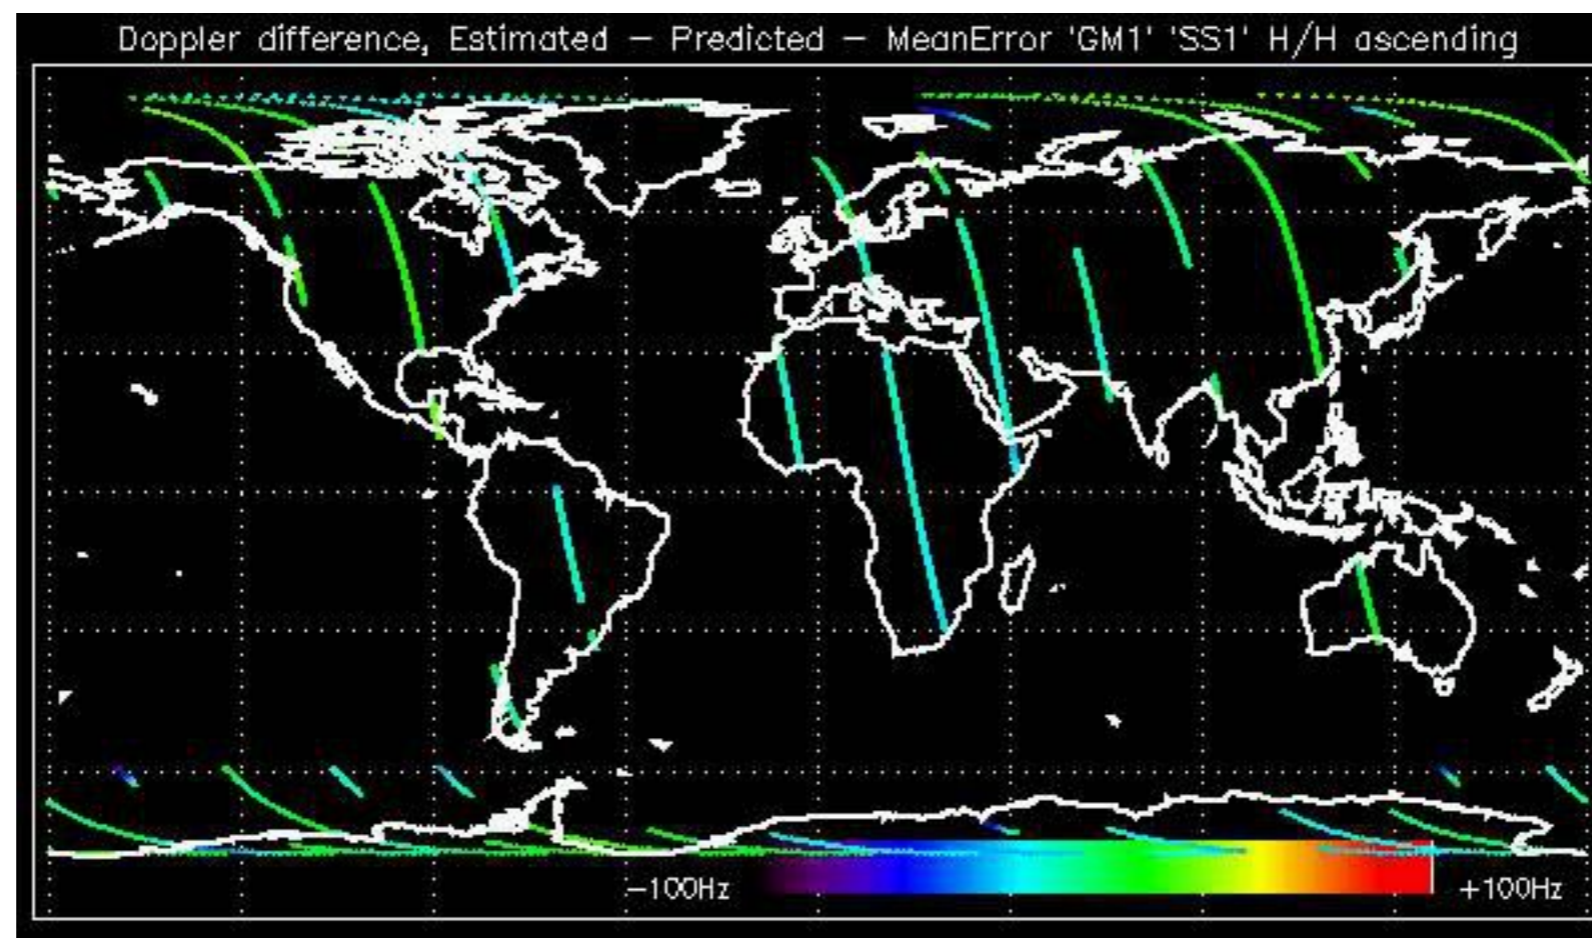 Doppler difference, Estimated − Predicted − MeanError 'GM1' 'SS1' H/H ascending
−100Hz
+100Hz